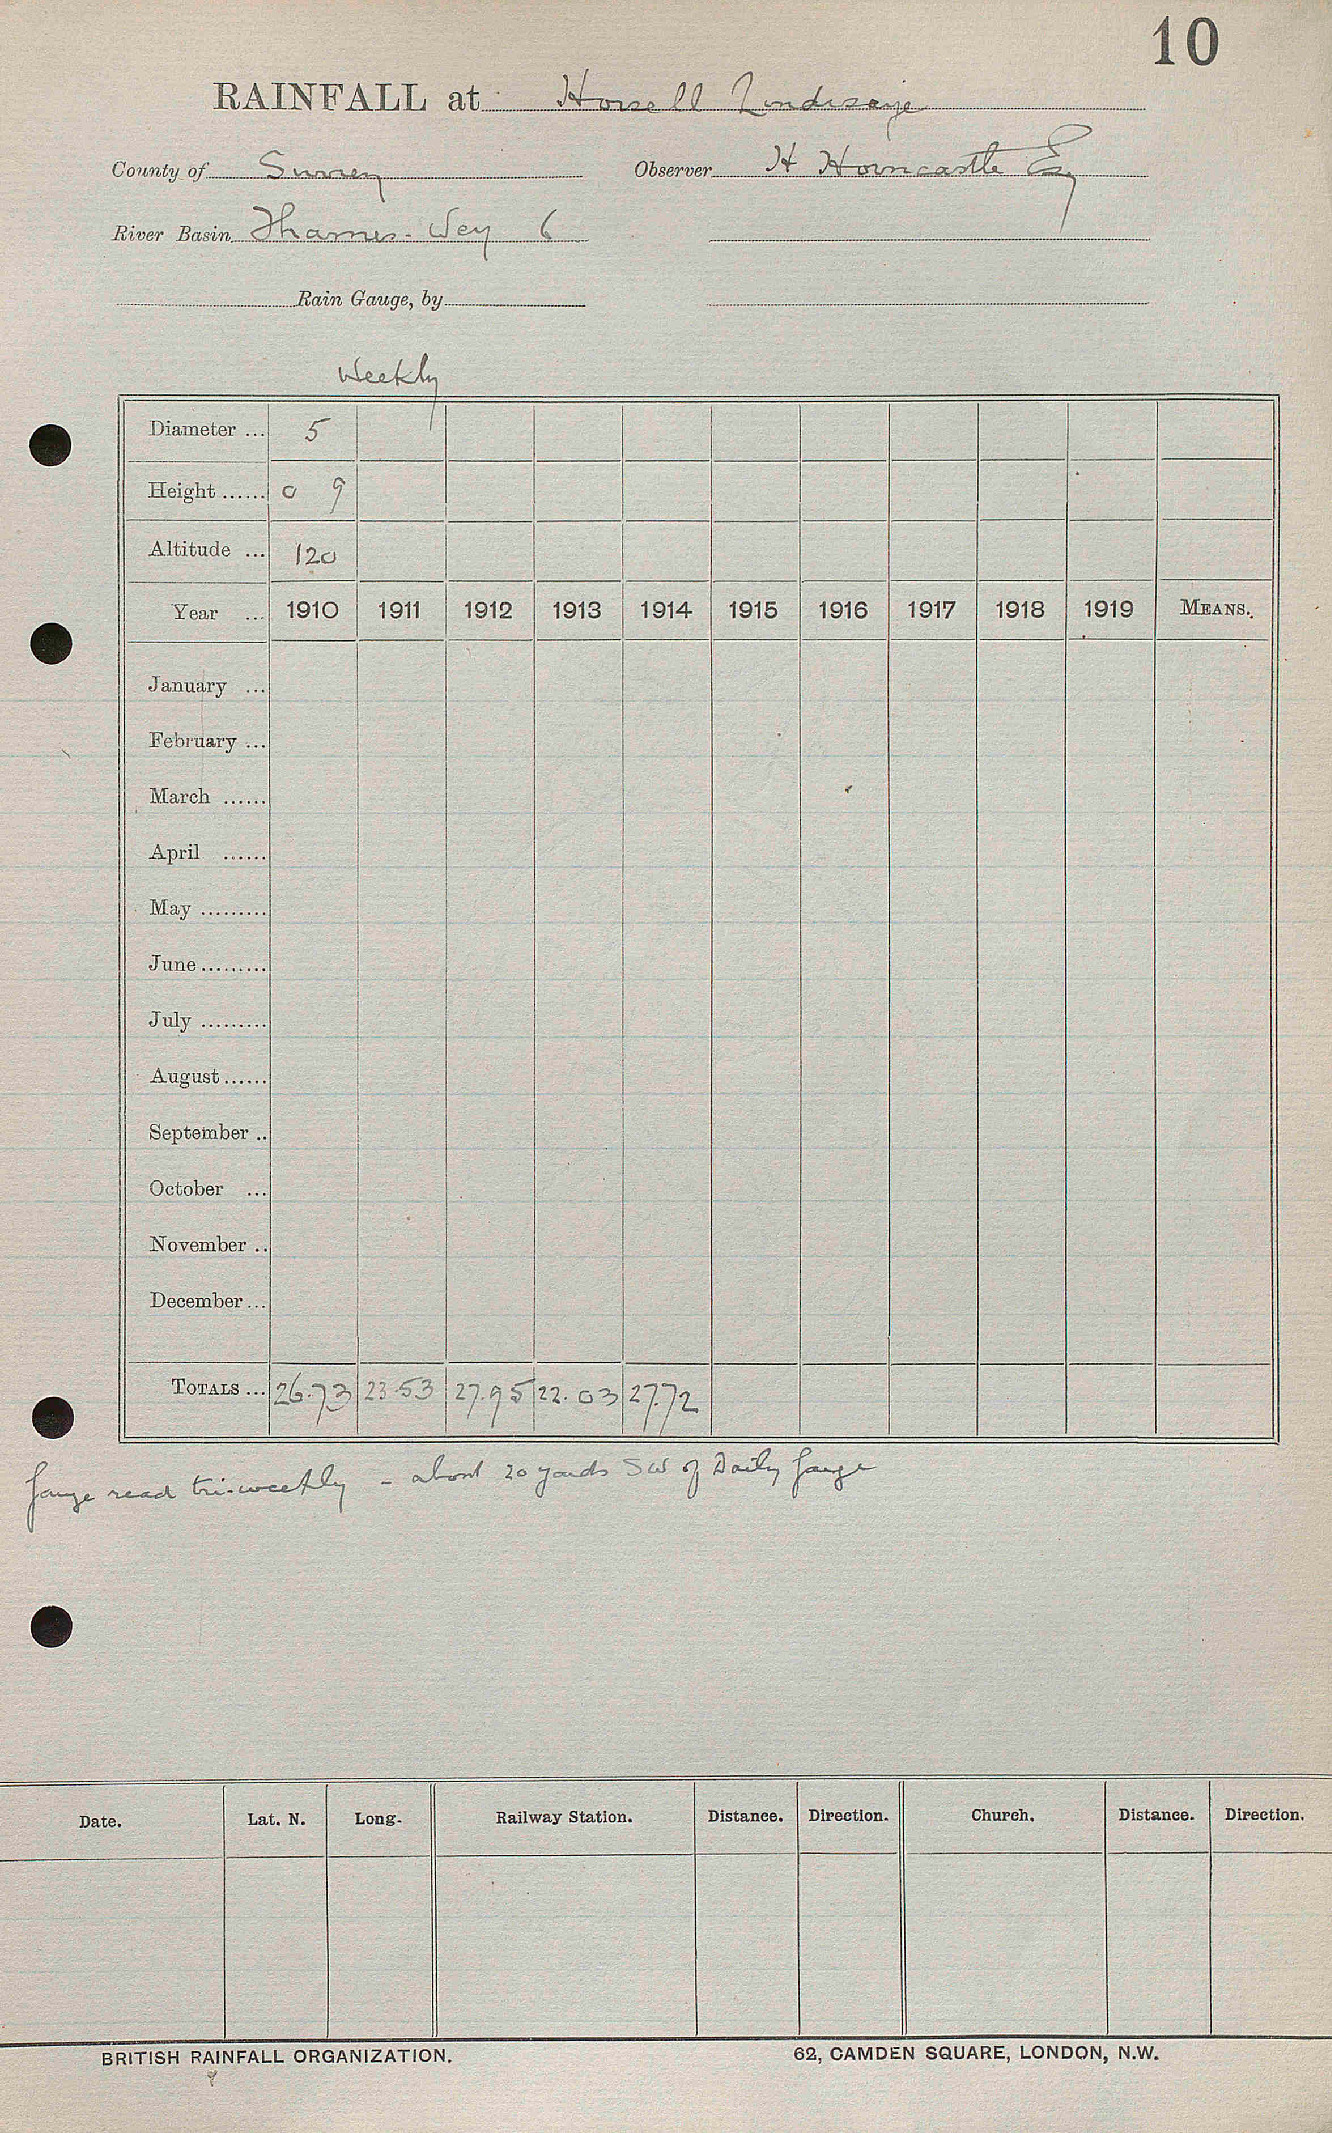 10
RAINFALL at Horsell Lindisaye
County of Surrey Observer H Horncastle Esq
River Basin Thames - Wey 6
Rain Gauge, by
Weekly
Diameter ... 5
Height ...... 0 9
Altitude ... 120
Year ... 1910 1911 1912 1913 1914 1915 1916 1917 1918 1919 MEANS.
January ...
February ...
March ......
April ......
May .........
June .........
July .........
August ......
September ..
October ...
November ..
December ...
TOTALS ... 26.73 23.53 27.95 22.03 27.72
Gauge read tri-weekly - about 20 yards SW of Daily gauge
Date. Lat. N. Long. Railway Station. Distance. Direction. Church. Distance. Direction.
BRITISH RAINFALL ORGANIZATION. 62, CAMDEN SQUARE, LONDON, N.W.